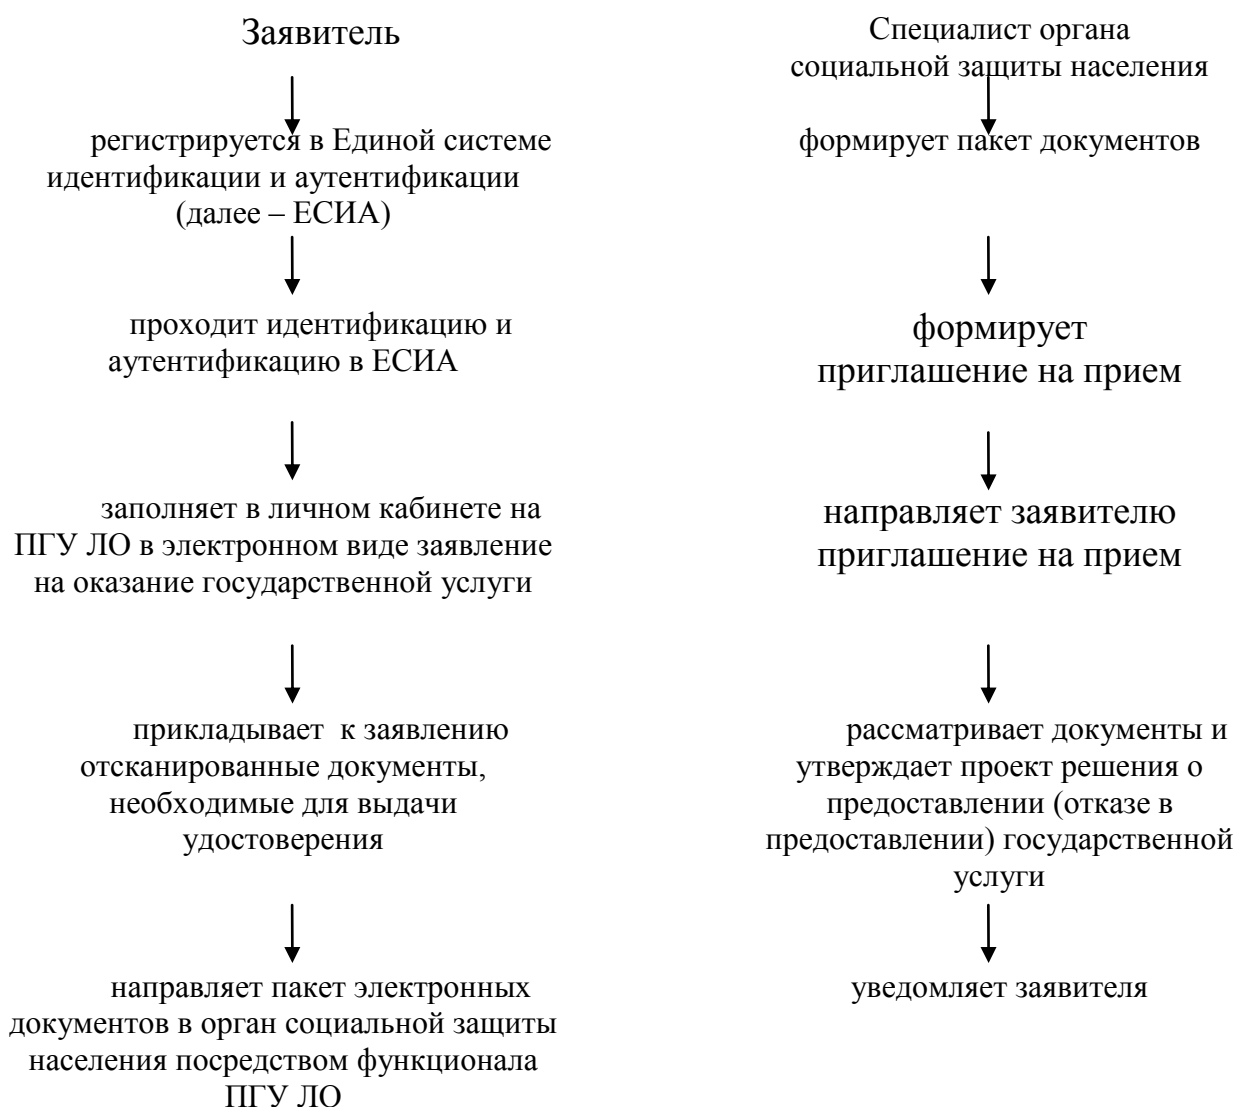 Заявитель
регистрируется в Единой системе
идентификации и аутентификации
(далее – ЕСИА)
проходит идентификацию и
аутентификацию в ЕСИА
заполняет в личном кабинете на
ПГУ ЛО в электронном виде заявление
на оказание государственной услуги
прикладывает к заявлению
отсканированные документы,
необходимые для выдачи
удостоверения
направляет пакет электронных
документов в орган социальной защиты
населения посредством функционала
ПГУ ЛО
Специалист органа
социальной защиты населения
формирует пакет документов
формирует
приглашение на прием
направляет заявителю
приглашение на прием
рассматривает документы и
утверждает проект решения о
предоставлении (отказе в
предоставлении) государственной
услуги
уведомляет заявителя